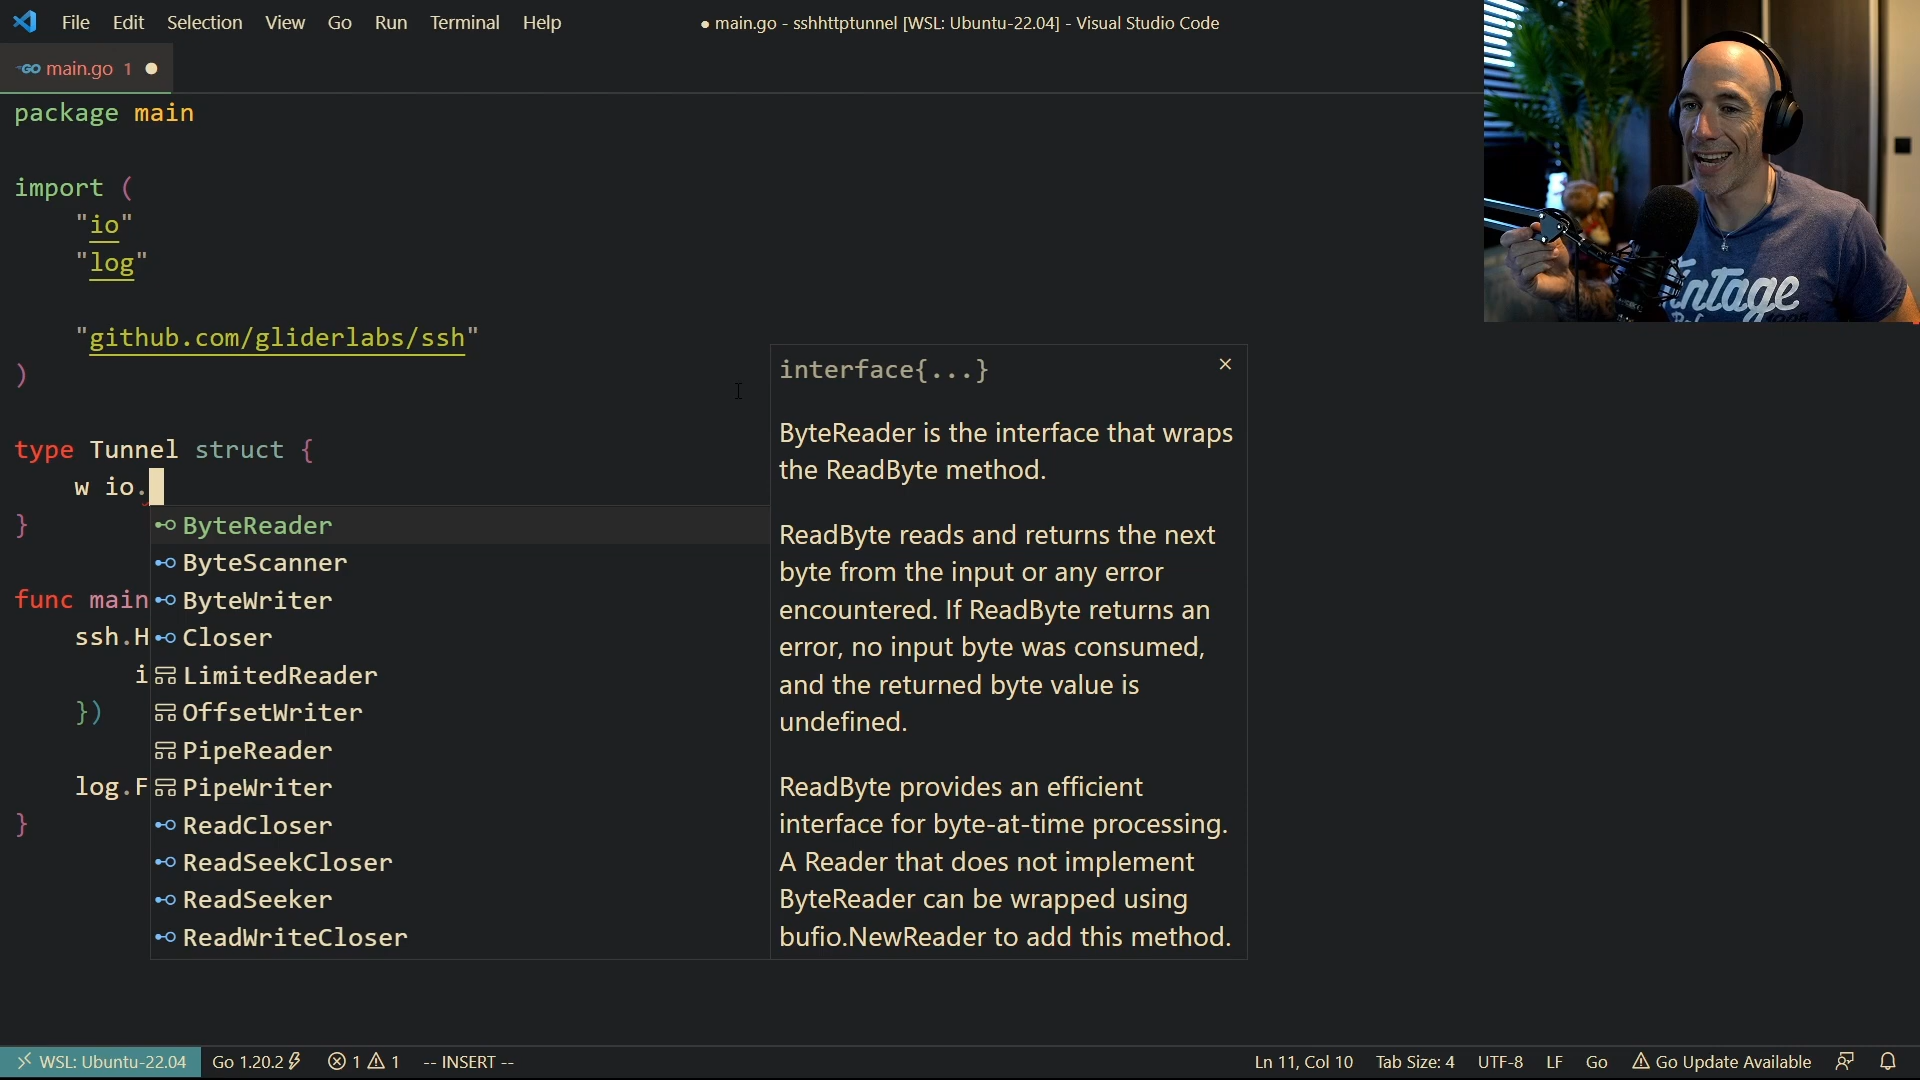 File Edit Selection View Go Run Terminal Help
● main.go - sshhttptunnel [WSL: Ubuntu-22.04] - Visual Studio Code
GO main.go 1
package main
import (
"io"
"log"
"github.com/gliderlabs/ssh"
)
type Tunnel struct {
w io.
}
func main
ssh.H
i
})
log.F
}
ByteReader
ByteScanner
ByteWriter
Closer
LimitedReader
OffsetWriter
PipeReader
PipeWriter
ReadCloser
ReadSeekCloser
ReadSeeker
ReadWriteCloser
interface{...}
ByteReader is the interface that wraps
the ReadByte method.
ReadByte reads and returns the next
byte from the input or any error
encountered. If ReadByte returns an
error, no input byte was consumed,
and the returned byte value is
undefined.
ReadByte provides an efficient
interface for byte-at-time processing.
A Reader that does not implement
ByteReader can be wrapped using
bufio.NewReader to add this method.
WSL: Ubuntu-22.04 Go 1.20.2 1 1 -- INSERT -- Ln 11, Col 10 Tab Size: 4 UTF-8 LF Go Go Update Available